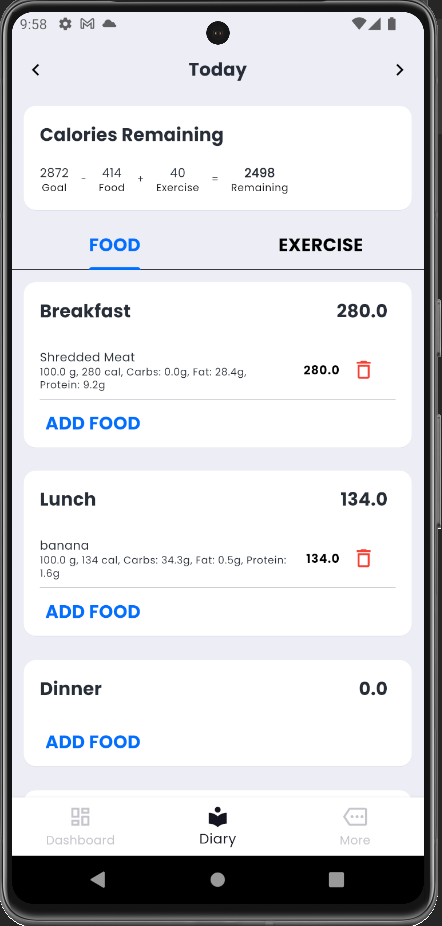 9:58
Today
Calories Remaining
2872 - 414 + 40 = 2498
Goal Food Exercise Remaining
FOOD EXERCISE
Breakfast 280.0
Shredded Meat
100.0 g, 280 cal, Carbs: 0.0g, Fat: 28.4g,
Protein: 9.2g
280.0
ADD FOOD
Lunch 134.0
banana
100.0 g, 134 cal, Carbs: 34.3g, Fat: 0.5g, Protein:
1.6g
134.0
ADD FOOD
Dinner 0.0
ADD FOOD
Dashboard Diary More